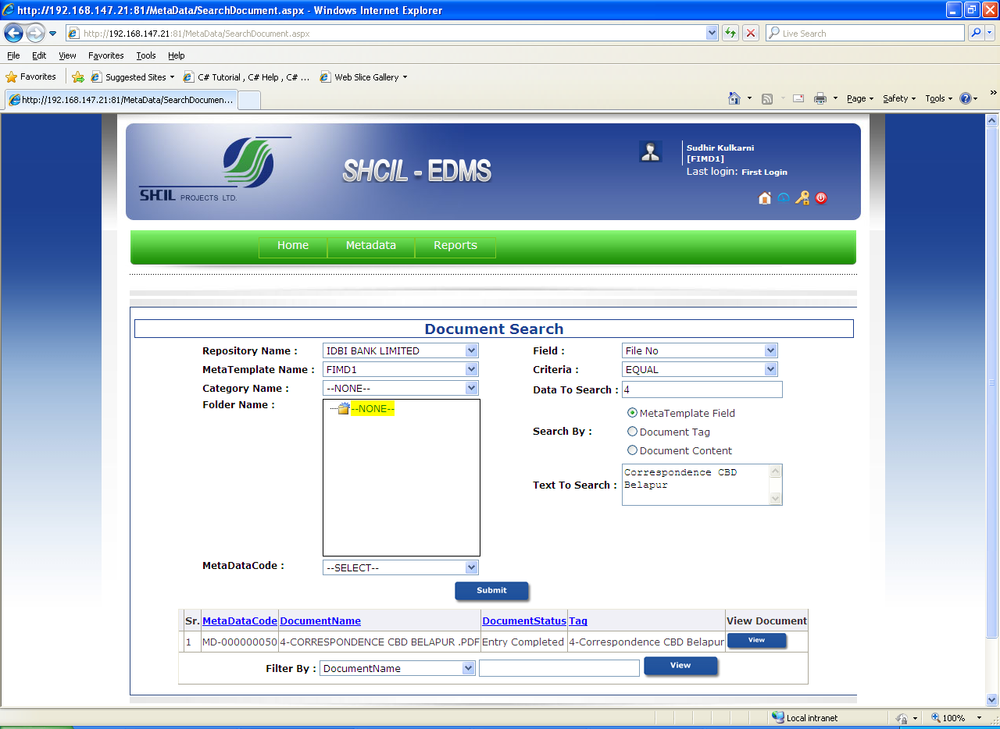 http://192.168.147.21:81/MetaData/SearchDocument.aspx - Windows Internet Explorer
http://192.168.147.21:81/MetaData/SearchDocument.aspx
Live Search
File Edit View Favorites Tools Help
Favorites Suggested Sites C# Tutorial , C# Help , C# ... Web Slice Gallery
http://192.168.147.21:81/MetaData/SearchDocumen... Page Safety Tools
SHCIL PROJECTS LTD.
SHCIL - EDMS
Sudhir Kulkarni
[FIMD1]
Last login: First Login
Home Metadata Reports
Document Search
Repository Name : IDBI BANK LIMITED Field : File No
MetaTemplate Name : FIMD1 Criteria : EQUAL
Category Name : --NONE-- Data To Search : 4
Folder Name : --NONE--
Search By : MetaTemplate Field
Document Tag
Document Content
Text To Search : Correspondence CBD
Belapur
MetaDataCode : --SELECT--
Submit
Sr. MetaDataCode DocumentName DocumentStatus Tag View Document
1 MD-000000050 4-CORRESPONDENCE CBD BELAPUR .PDF Entry Completed 4-Correspondence CBD Belapur View
Filter By : DocumentName View
Local intranet 100%